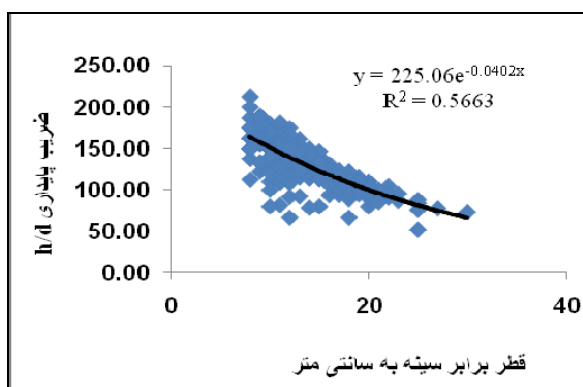 y = 225.06e^-0.0402x
R² = 0.5663
250.00
200.00
150.00
100.00
50.00
0.00
0
20
40
ضریب پایداری h/d
قطر برابر سینه به سانتی متر